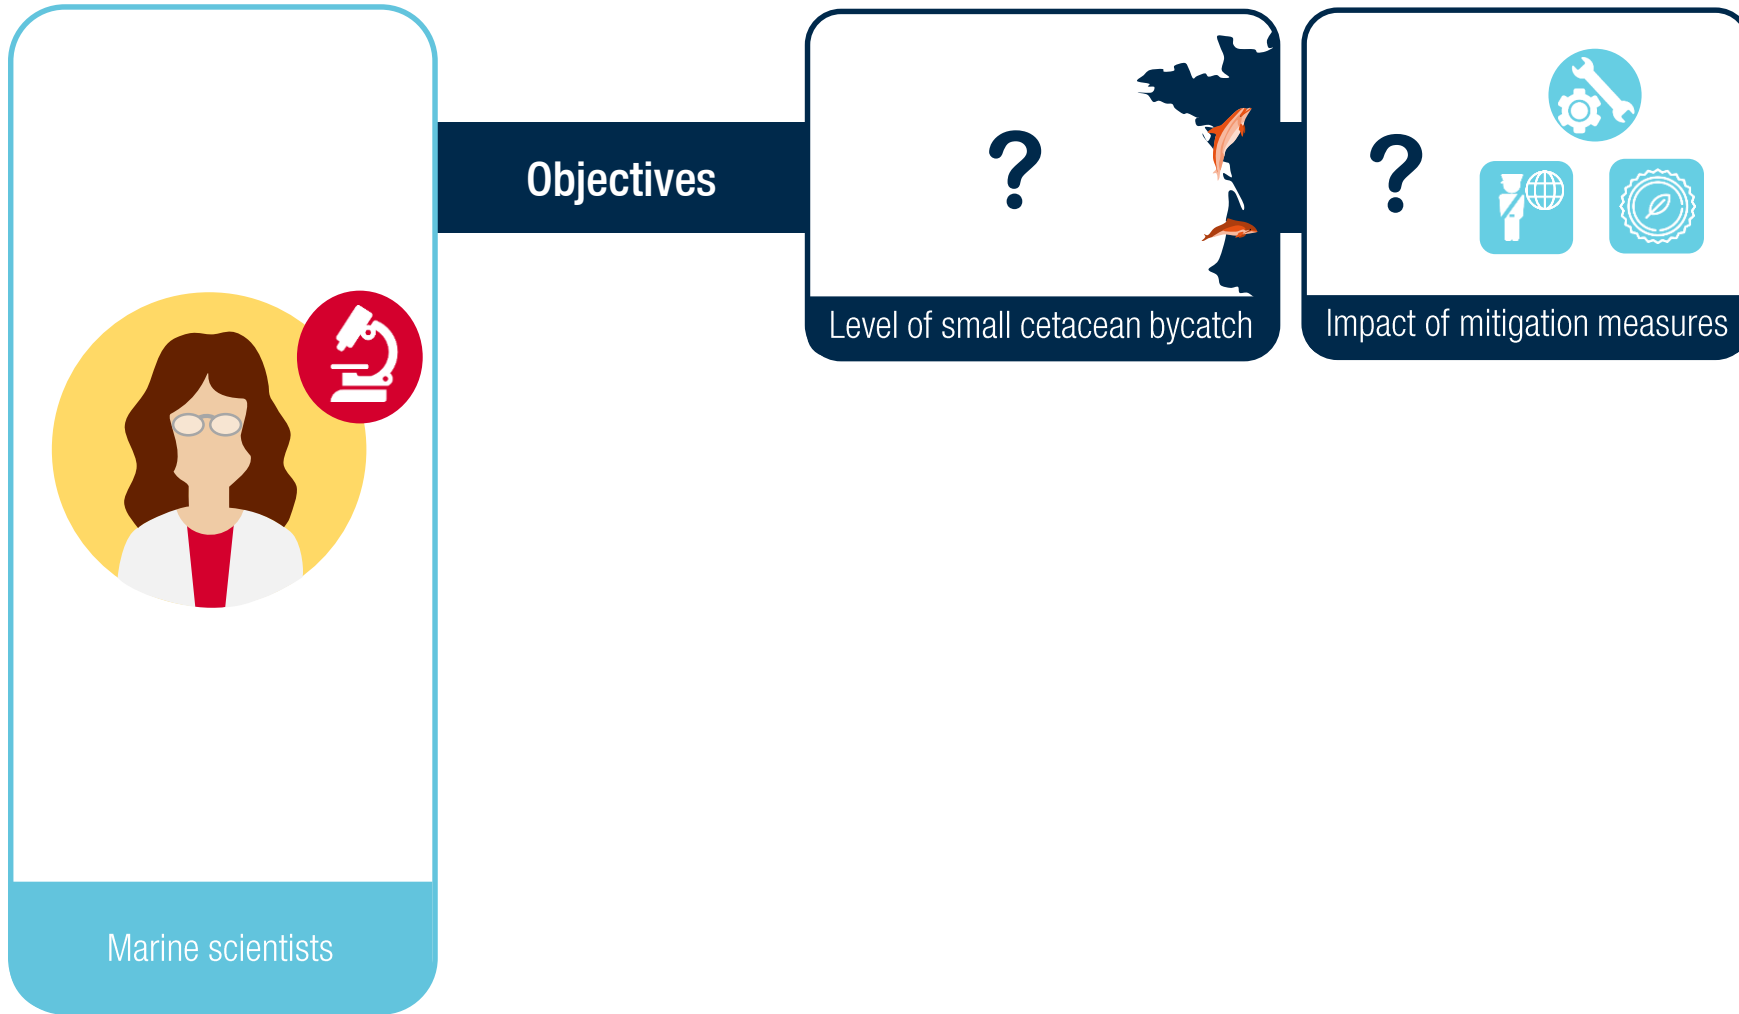 Objectives
?
?
Level of small cetacean bycatch
Impact of mitigation measures
Marine scientists